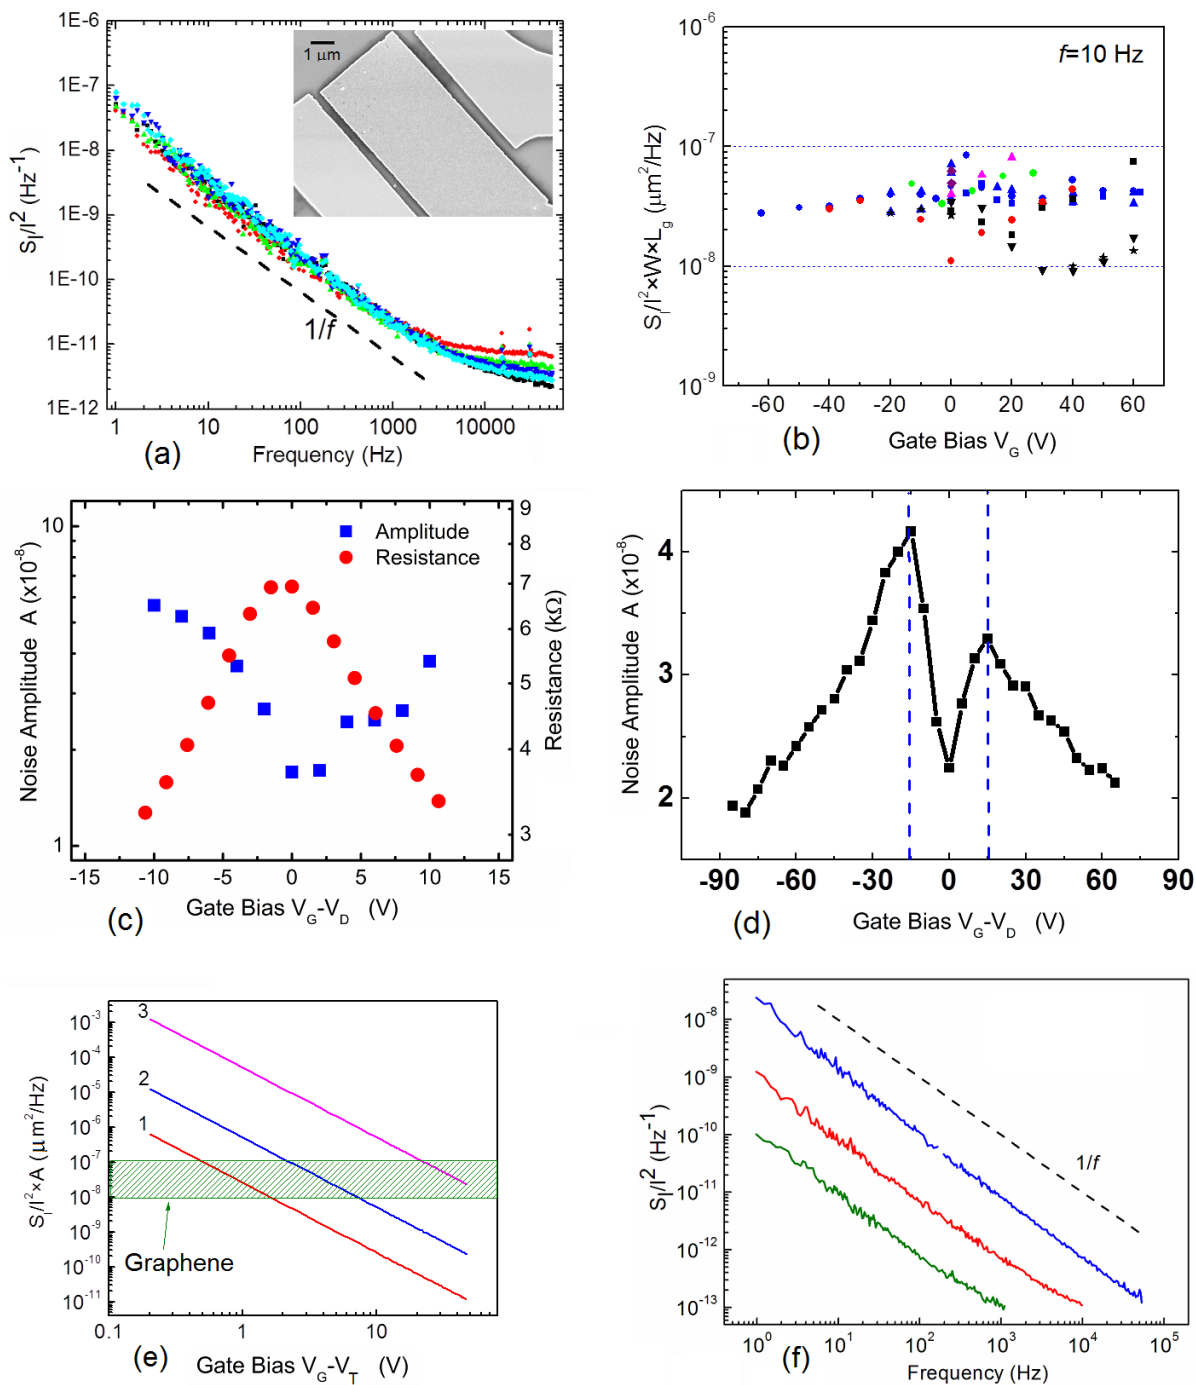 1E-6
1E-7
1E-8
1E-9
1E-10
1E-11
1E-12
S_I/I^2 (Hz^-1)
1 μm
1/f
1 10 100 1000 10000
(a) Frequency (Hz)
10^-6
10^-7
10^-8
10^-9
S_I/I^2×W×L_g (μm^2/Hz)
f=10 Hz
-60 -40 -20 0 20 40 60
(b) Gate Bias V_G (V)
10
1
Noise Amplitude A (x10^-8)
Amplitude
Resistance
9
8
7
6
5
4
3
Resistance (kΩ)
-15 -10 -5 0 5 10 15
(c) Gate Bias V_G-V_D (V)
4
3
2
Noise Amplitude A (x10^-8)
-90 -60 -30 0 30 60 90
(d) Gate Bias V_G-V_D (V)
10^-3
10^-4
10^-5
10^-6
10^-7
10^-8
10^-9
10^-10
10^-11
S_I/I^2×A (μm^2/Hz)
3
2
1
Graphene
0.1 1 10
(e)
Gate Bias V_G-V_T (V)
10^-8
10^-9
10^-10
10^-11
10^-12
10^-13
S_I/I^2 (Hz^-1)
1/f
10^0 10^1 10^2 10^3 10^4 10^5
(f)
Frequency (Hz)